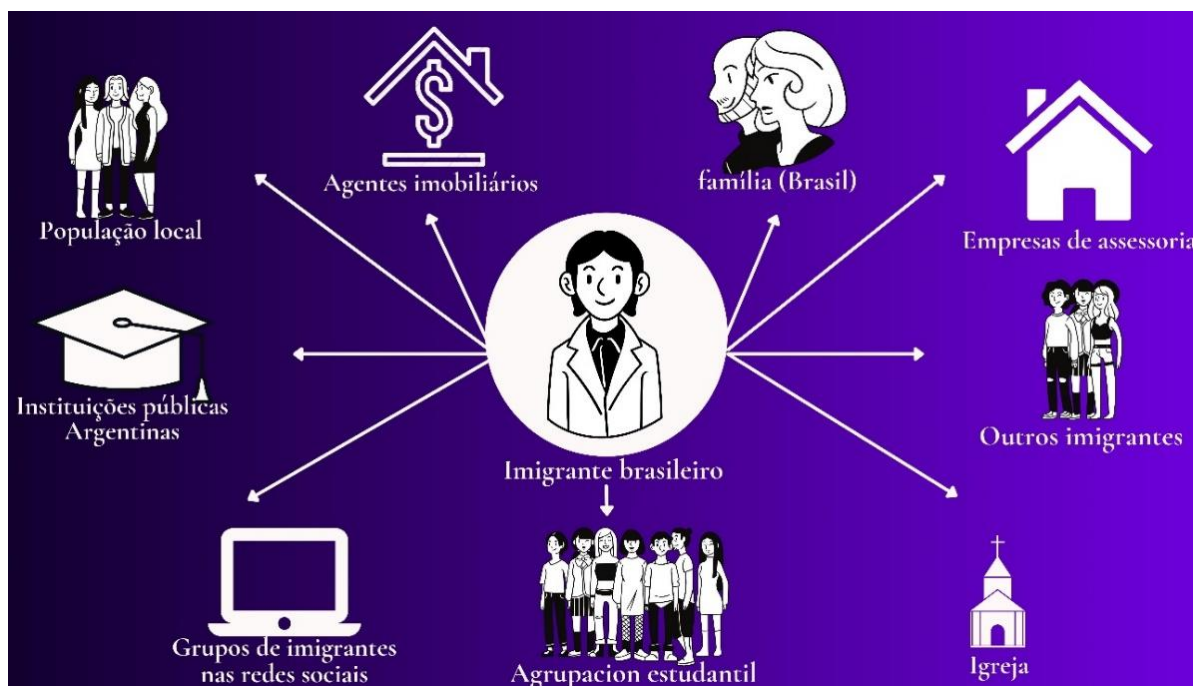 População local
Agentes imobiliários
família (Brasil)
Empresas de assessoria
Instituições públicas
Argentinas
Imigrante brasileiro
Outros imigrantes
Grupos de imigrantes
nas redes sociais
Agrupacion estudantil
Igreja